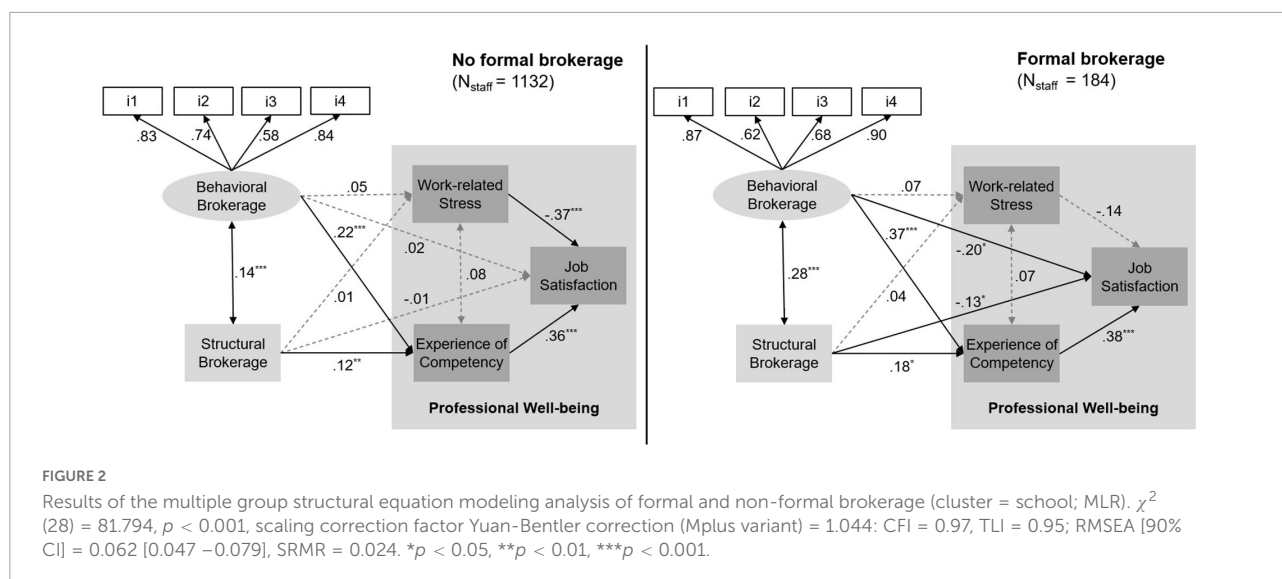 No formal brokerage
(N_staff = 1132)
i1 i2 i3 i4
.83 .74 .58 .84
Behavioral
Brokerage
.05
Work-related
Stress
-.37***
.22***
.02
.14***
.08
Job
Satisfaction
.01
-.01
Structural
Brokerage
Experience of
Competency
.36***
.12**
Professional Well-being
Formal brokerage
(N_staff = 184)
i1 i2 i3 i4
.87 .62 .68 .90
Behavioral
Brokerage
.07
Work-related
Stress
-.14
.37***
-.20*
.28***
.07
Job
Satisfaction
.04
-.13*
Structural
Brokerage
Experience of
Competency
.38***
.18*
Professional Well-being
FIGURE 2
Results of the multiple group structural equation modeling analysis of formal and non-formal brokerage (cluster = school; MLR). χ²
(28) = 81.794, p < 0.001, scaling correction factor Yuan-Bentler correction (Mplus variant) = 1.044: CFI = 0.97, TLI = 0.95; RMSEA [90%
CI] = 0.062 [0.047 –0.079], SRMR = 0.024. *p < 0.05, **p < 0.01, ***p < 0.001.